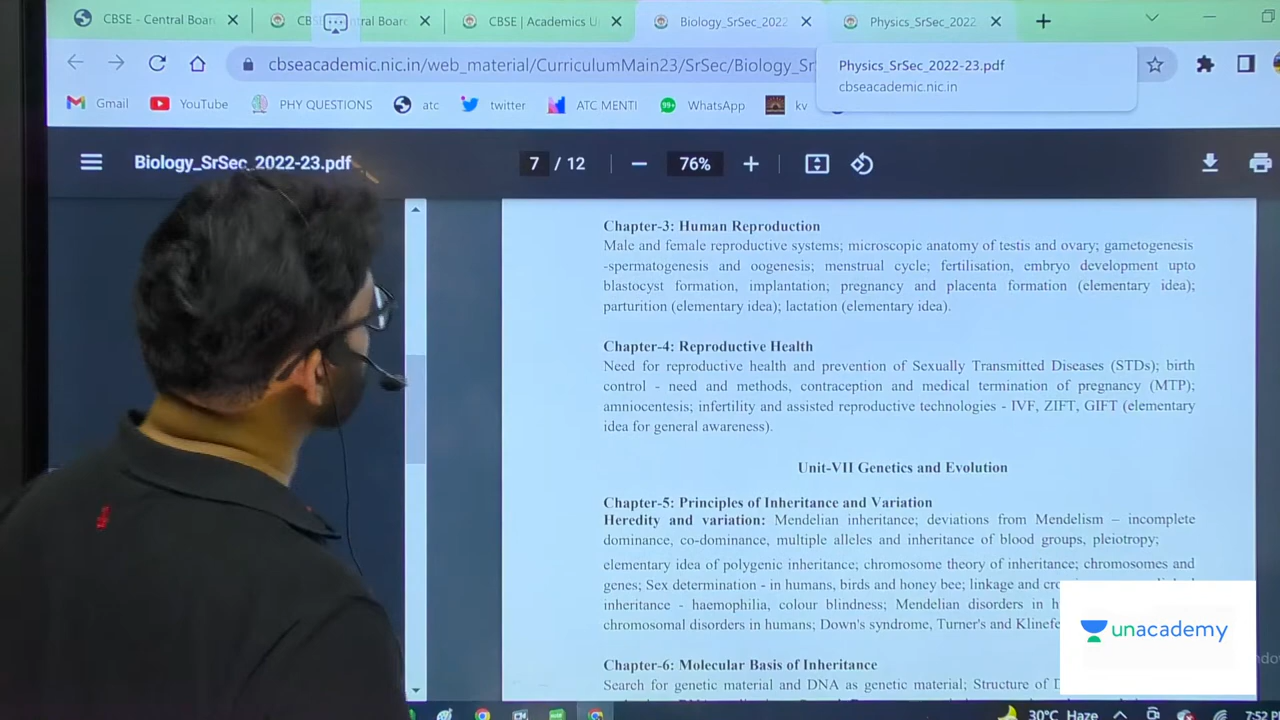 CBSE - Central Boar
CB
ral Boar
CBSE | Academics U
Biology_SrSec_2022
Physics_SrSec_2022
cbseacademic.nic.in/web_material/CurriculumMain23/SrSec/Biology_Sr
Physics_SrSec_2022-23.pdf
cbseacademic.nic.in
Gmail
YouTube
PHY QUESTIONS
atc
twitter
ATC MENTI
99+
WhatsApp
kv
Biology_SrSec_2022-23.pdf
7 / 12
76%
Chapter-3: Human Reproduction
Male and female reproductive systems; microscopic anatomy of testis and ovary; gametogenesis
-spermatogenesis and oogenesis; menstrual cycle; fertilisation, embryo development upto
blastocyst formation, implantation; pregnancy and placenta formation (elementary idea);
parturition (elementary idea); lactation (elementary idea).
Chapter-4: Reproductive Health
Need for reproductive health and prevention of Sexually Transmitted Diseases (STDs); birth
control - need and methods, contraception and medical termination of pregnancy (MTP);
amniocentesis; infertility and assisted reproductive technologies - IVF, ZIFT, GIFT (elementary
idea for general awareness).
Unit-VII Genetics and Evolution
Chapter-5: Principles of Inheritance and Variation
Heredity and variation: Mendelian inheritance; deviations from Mendelism – incomplete
dominance, co-dominance, multiple alleles and inheritance of blood groups, pleiotropy;
elementary idea of polygenic inheritance; chromosome theory of inheritance; chromosomes and
genes; Sex determination - in humans, birds and honey bee; linkage and
inheritance - haemophilia, colour blindness; Mendelian disorders in h
chromosomal disorders in humans; Down's syndrome, Turner's and Klinefe
unacademy
Chapter-6: Molecular Basis of Inheritance
Search for genetic material and DNA as genetic material; Structure of D
30°C Haze
7:52